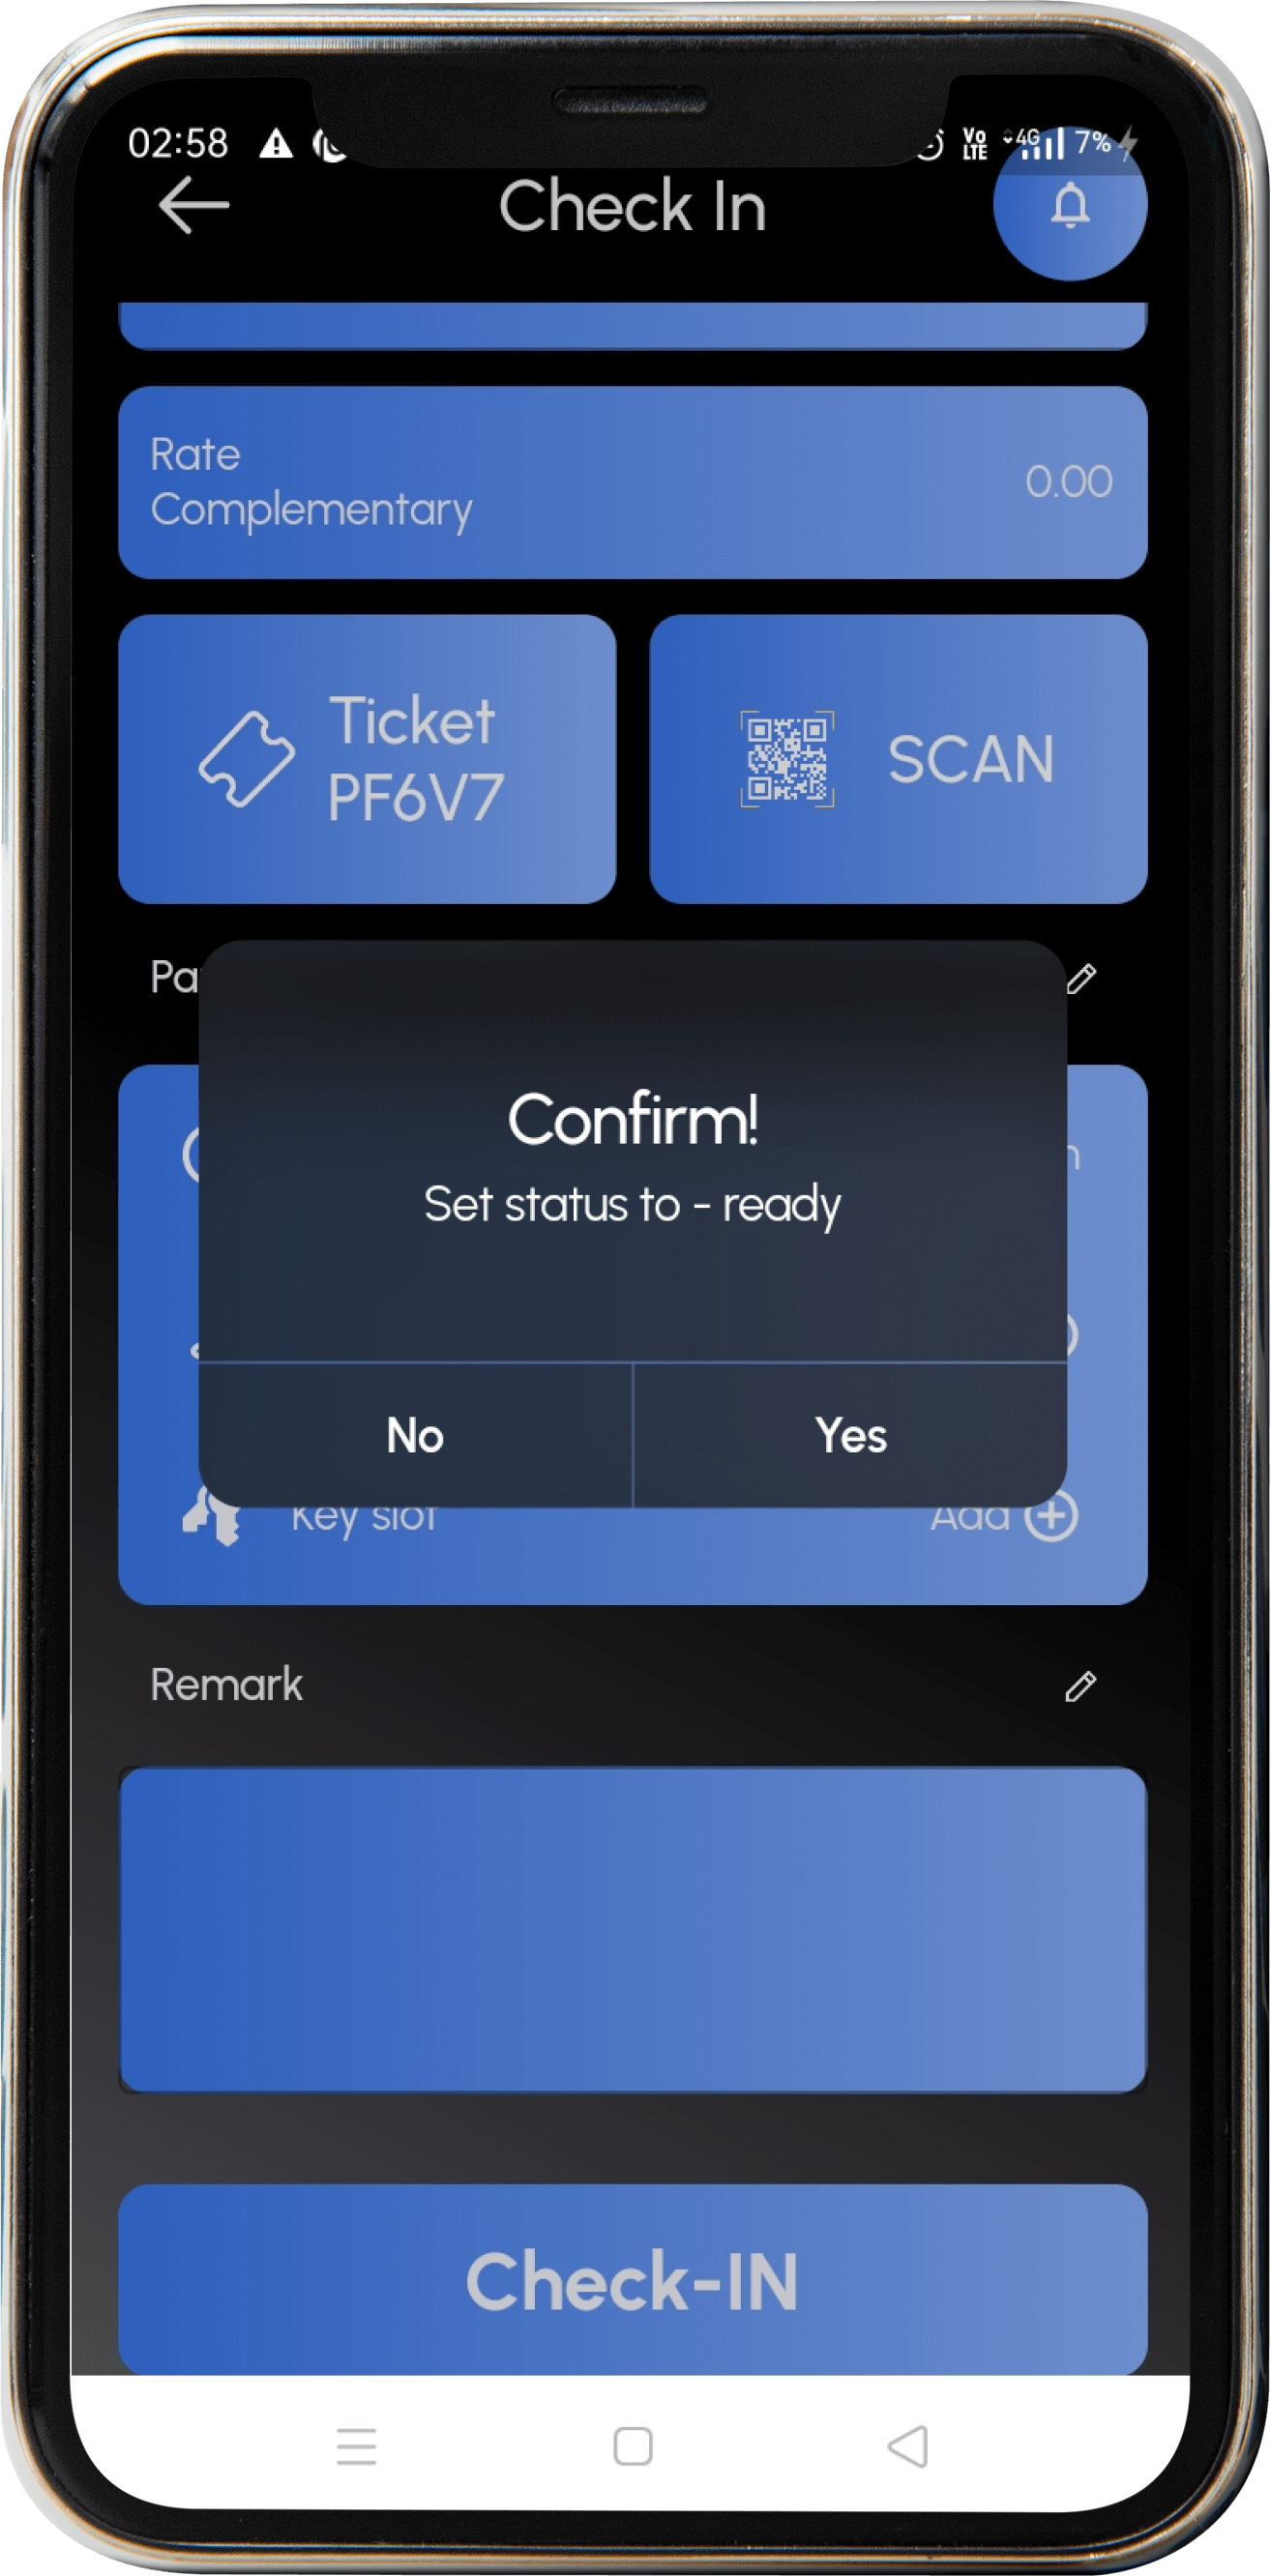 02:58
Vo
LTE
4G
7%
Check In
Rate
Complementary
0.00
Ticket
PF6V7
SCAN
Confirm!
Set status to - ready
No
Yes
Key slot
Add
Remark
Check-IN